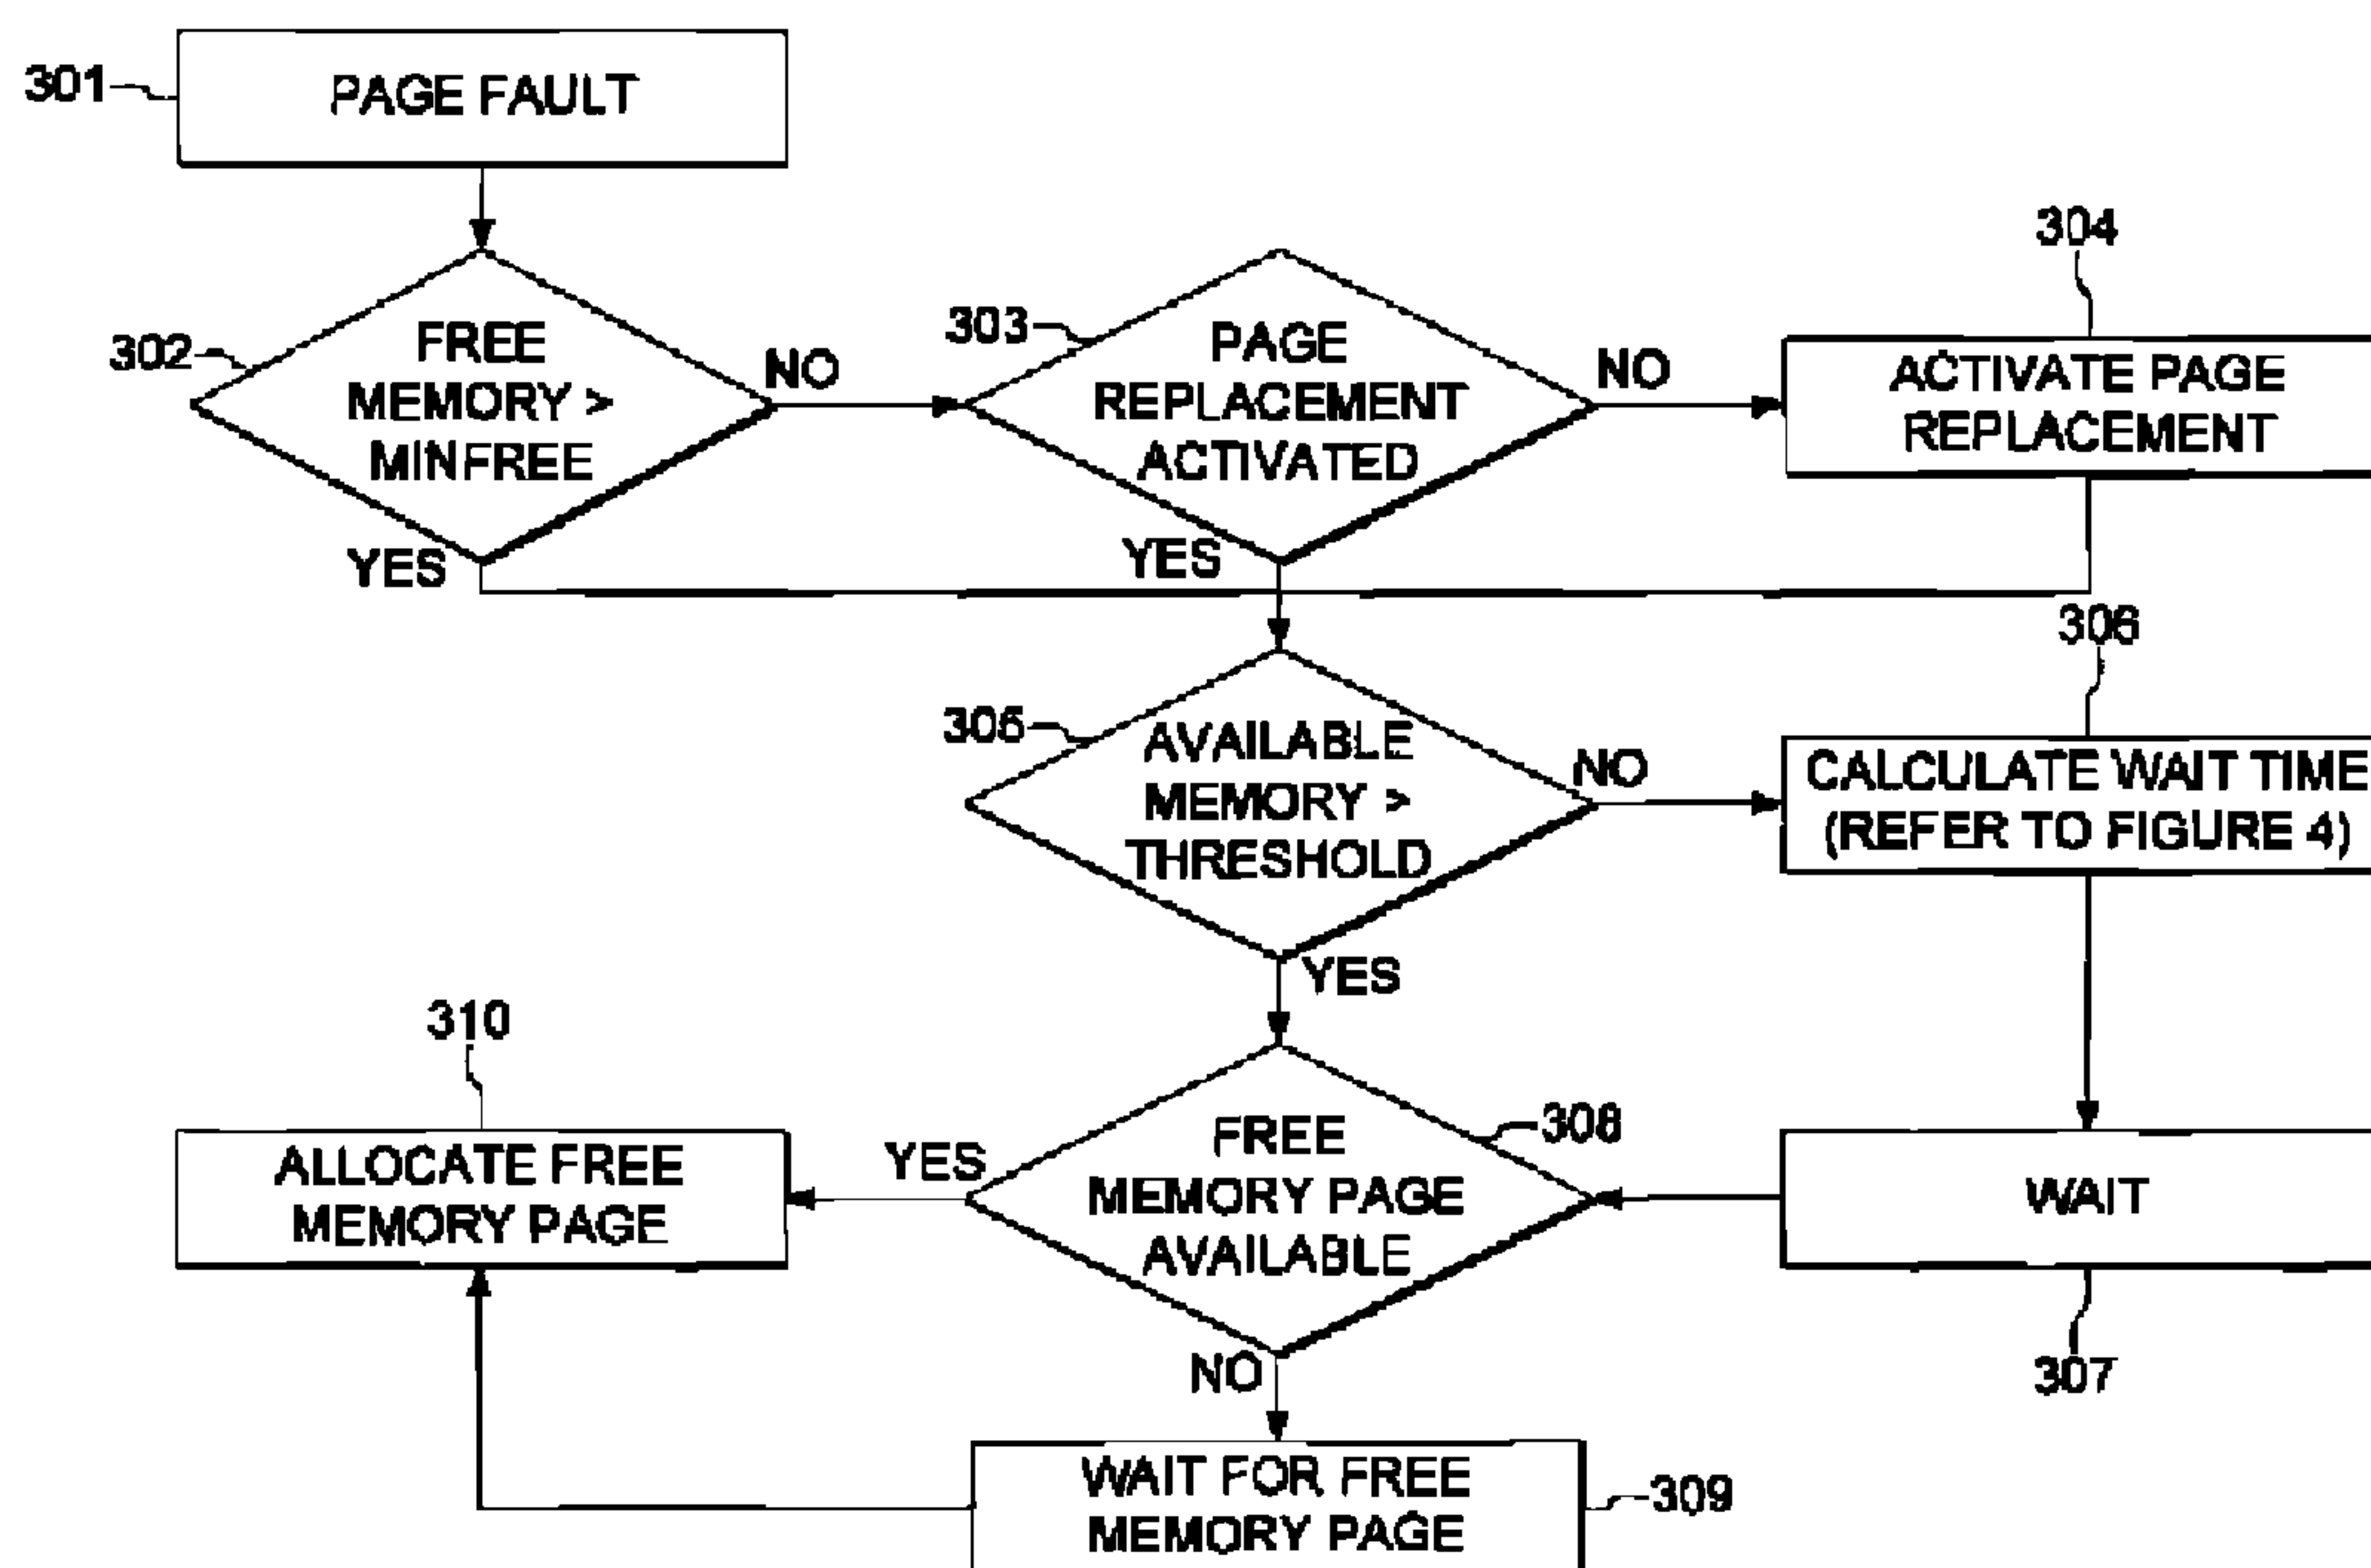 301
PAGE FAULT
302
FREE
MEMORY >
MINFREE
NO
YES
303
PAGE
REPLACEMENT
ACTIVATED
NO
YES
304
ACTIVATE PAGE
REPLACEMENT
305
AVAILABLE
MEMORY >
THRESHOLD
NO
YES
306
CALCULATE WAIT TIME
(REFER TO FIGURE 4)
310
ALLOCATE FREE
MEMORY PAGE
YES
FREE
MEMORY PAGE
AVAILABLE
308
NO
WAIT
307
WAIT FOR FREE
MEMORY PAGE
309